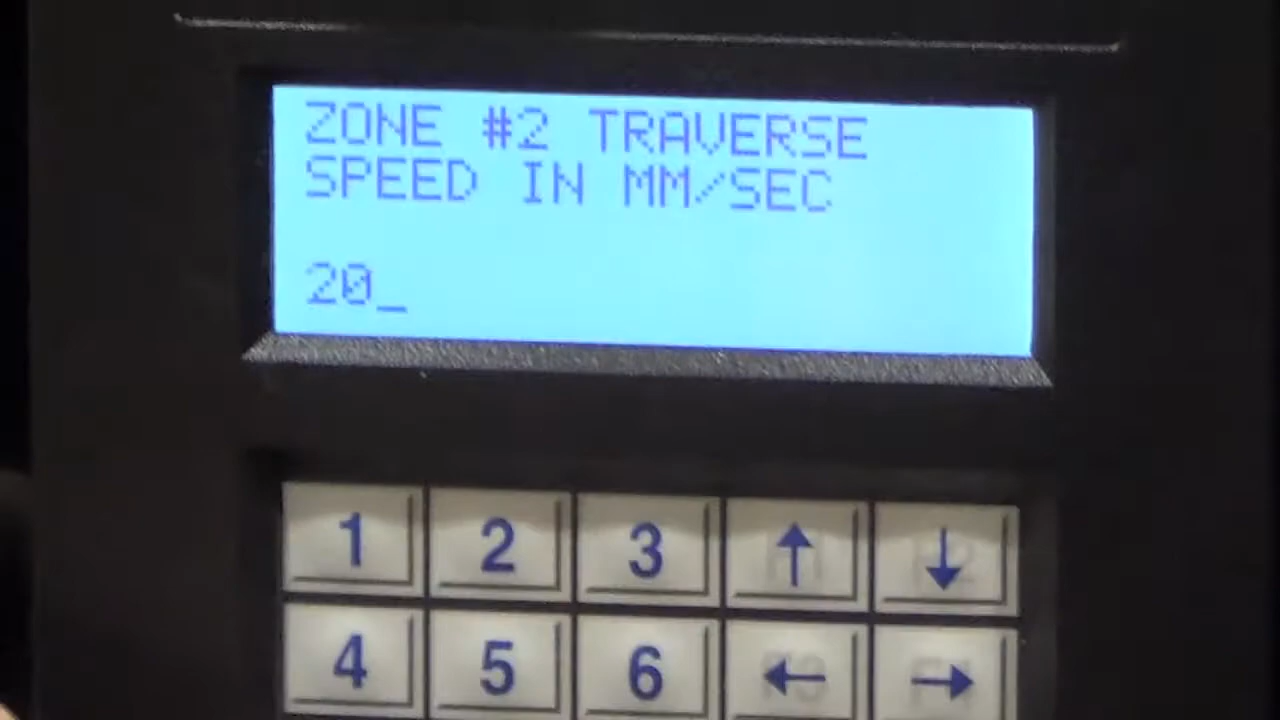 ZONE #2 TRAVERSE
SPEED IN MM/SEC
20_
1 2 3 ↑ ↓
4 5 6 ← →